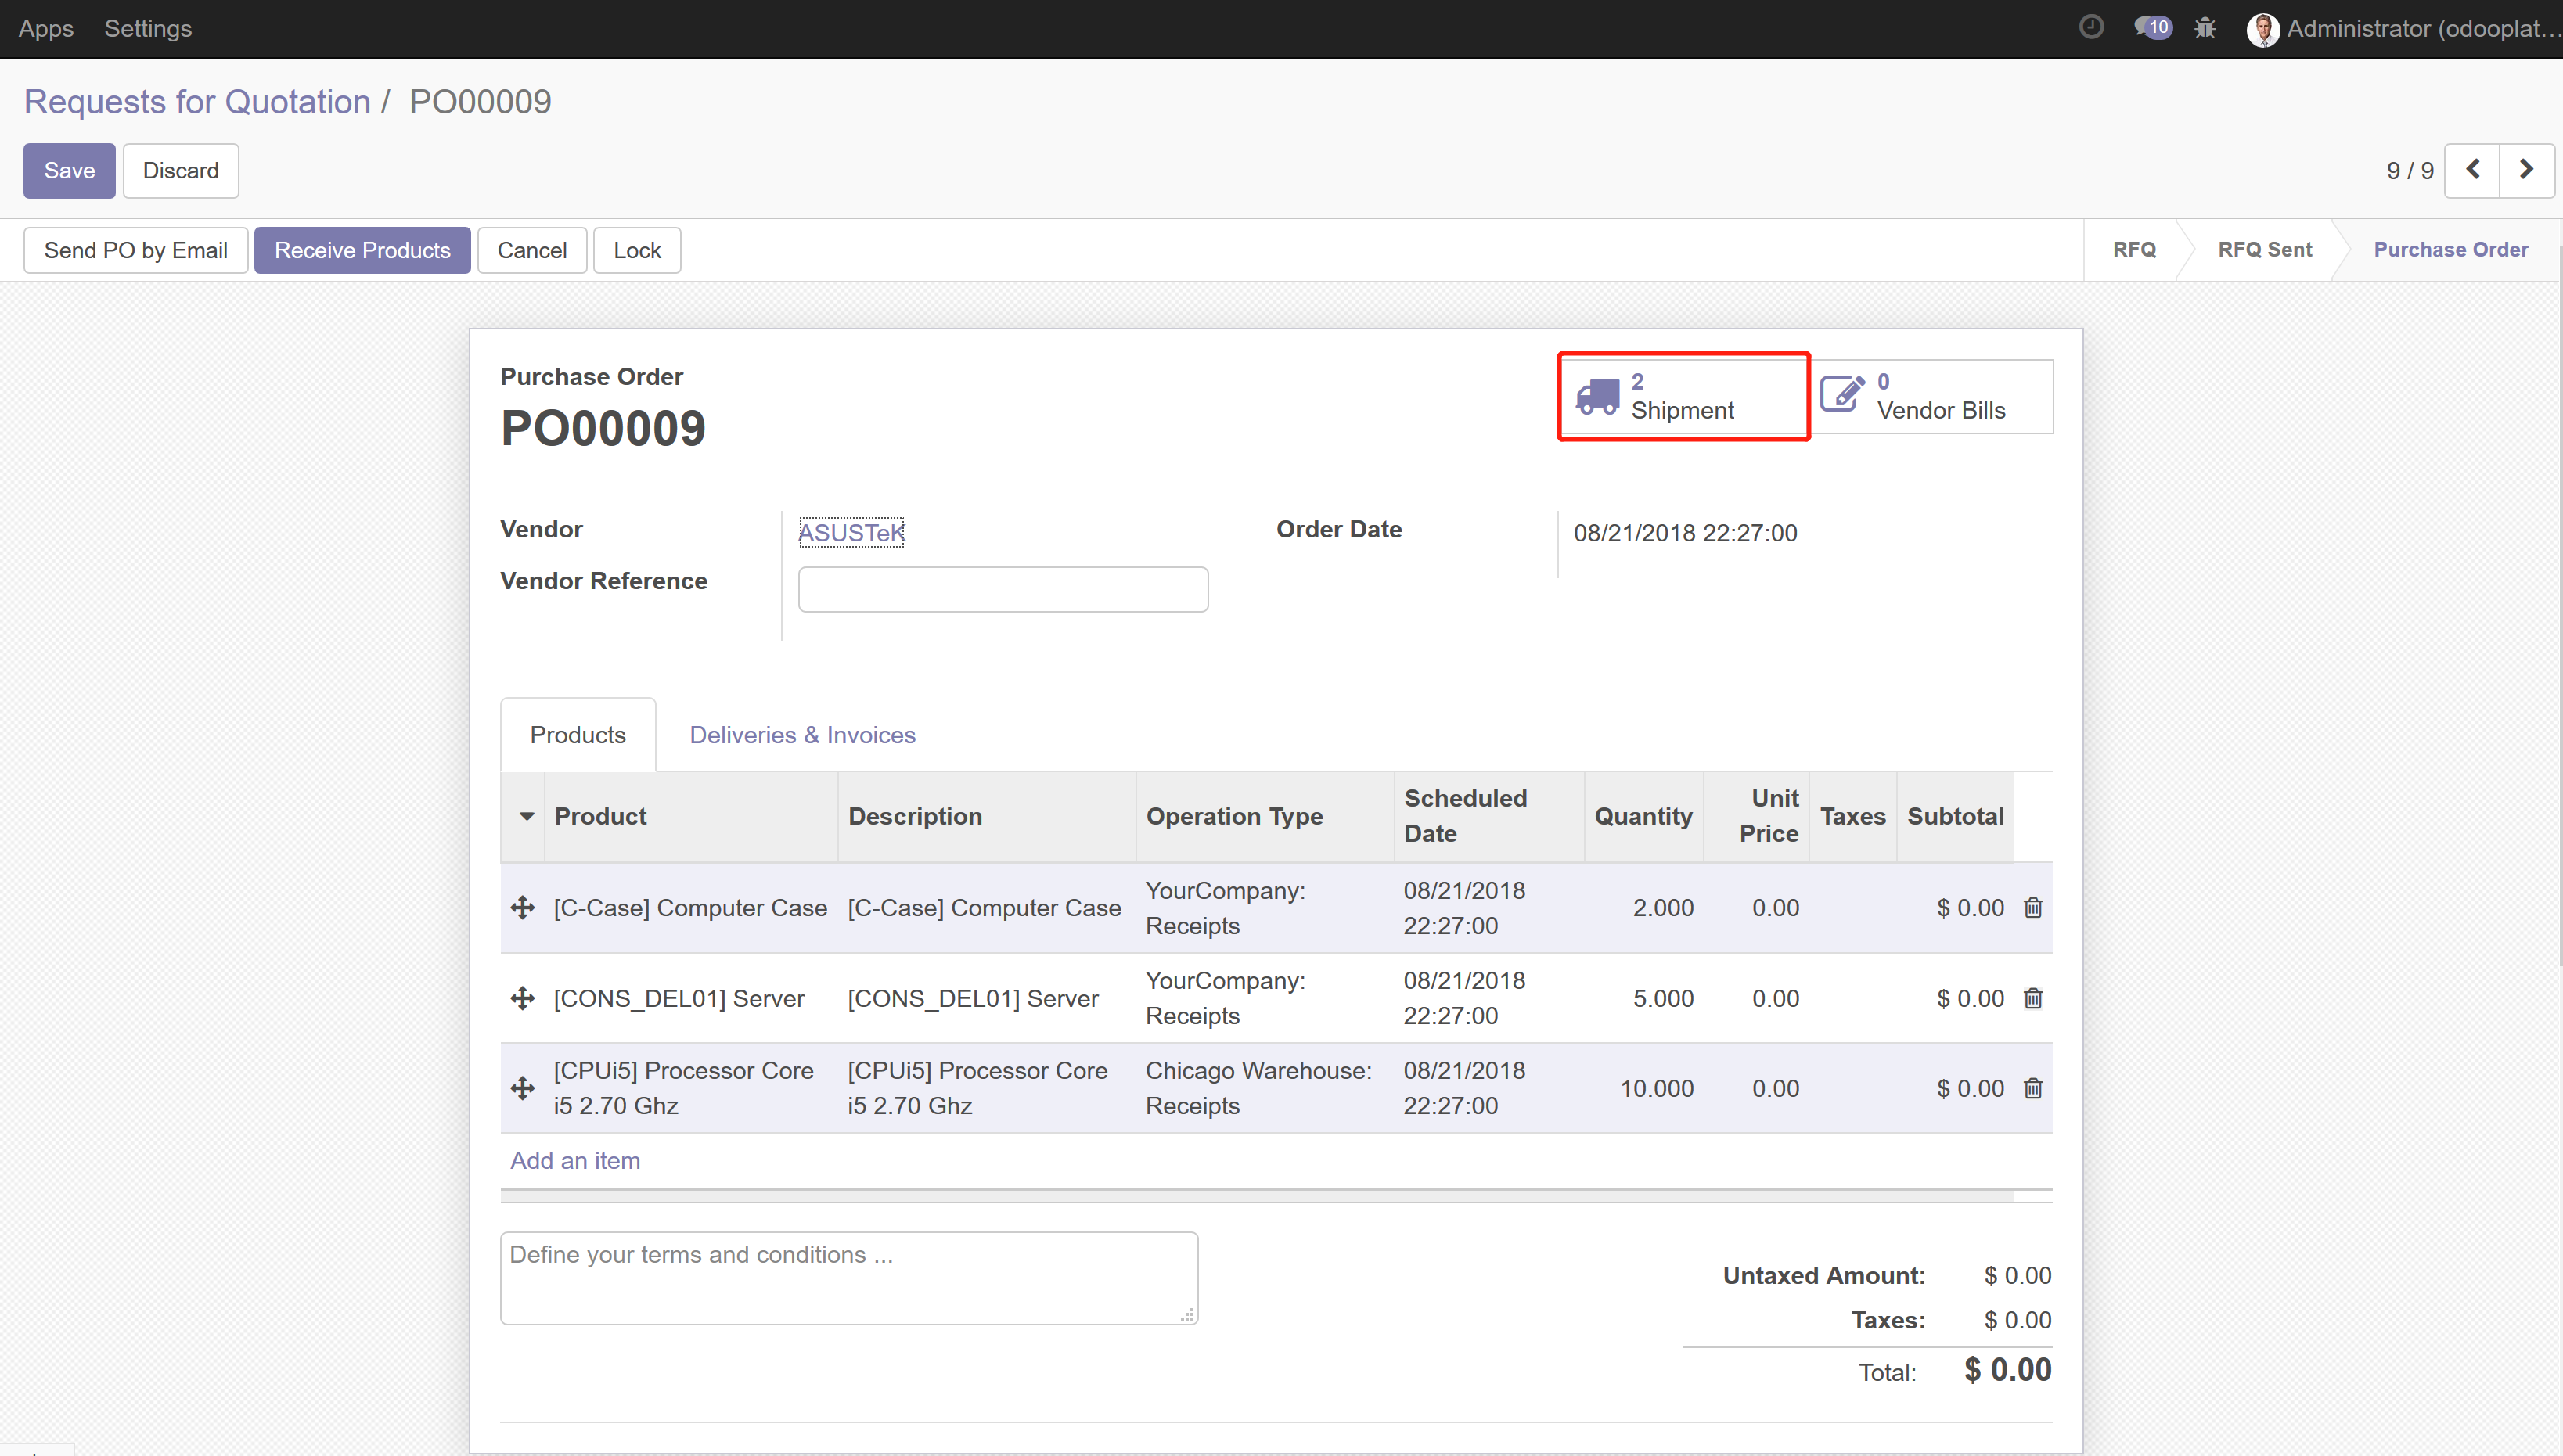 Apps Settings 10 Administrator (odooplat...
Requests for Quotation / PO00009
Save Discard 9 / 9
Send PO by Email Receive Products Cancel Lock RFQ RFQ Sent Purchase Order
Purchase Order
PO00009
2
Shipment
0
Vendor Bills
Vendor ASUSTeK Order Date 08/21/2018 22:27:00
Vendor Reference
Products Deliveries & Invoices
Product Description Operation Type Scheduled Date Quantity Unit Price Taxes Subtotal
[C-Case] Computer Case [C-Case] Computer Case YourCompany: Receipts 08/21/2018 22:27:00 2.000 0.00 $ 0.00
[CONS_DEL01] Server [CONS_DEL01] Server YourCompany: Receipts 08/21/2018 22:27:00 5.000 0.00 $ 0.00
[CPUi5] Processor Core i5 2.70 Ghz [CPUi5] Processor Core i5 2.70 Ghz Chicago Warehouse: Receipts 08/21/2018 22:27:00 10.000 0.00 $ 0.00
Add an item
Define your terms and conditions ...
Untaxed Amount: $ 0.00
Taxes: $ 0.00
Total: $ 0.00